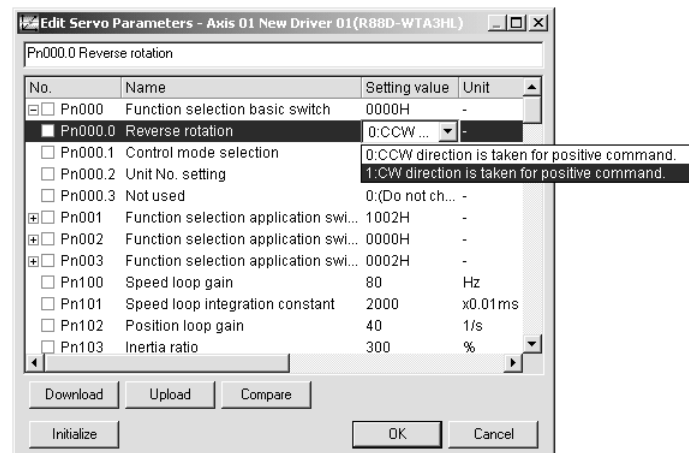 Edit Servo Parameters - Axis 01 New Driver 01(R88D-WTA3HL)
Pn000.0 Reverse rotation
No. Name Setting value Unit
Pn000 Function selection basic switch 0000H -
Pn000.0 Reverse rotation 0:CCW ... -
Pn000.1 Control mode selection
0:CCW direction is taken for positive command.
Pn000.2 Unit No. setting
1:CW direction is taken for positive command.
Pn000.3 Not used 0:(Do not ch... -
Pn001 Function selection application swi... 1002H -
Pn002 Function selection application swi... 0000H -
Pn003 Function selection application swi... 0002H -
Pn100 Speed loop gain 80 Hz
Pn101 Speed loop integration constant 2000 x0.01ms
Pn102 Position loop gain 40 1/s
Pn103 Inertia ratio 300 %
Download Upload Compare
Initialize OK Cancel